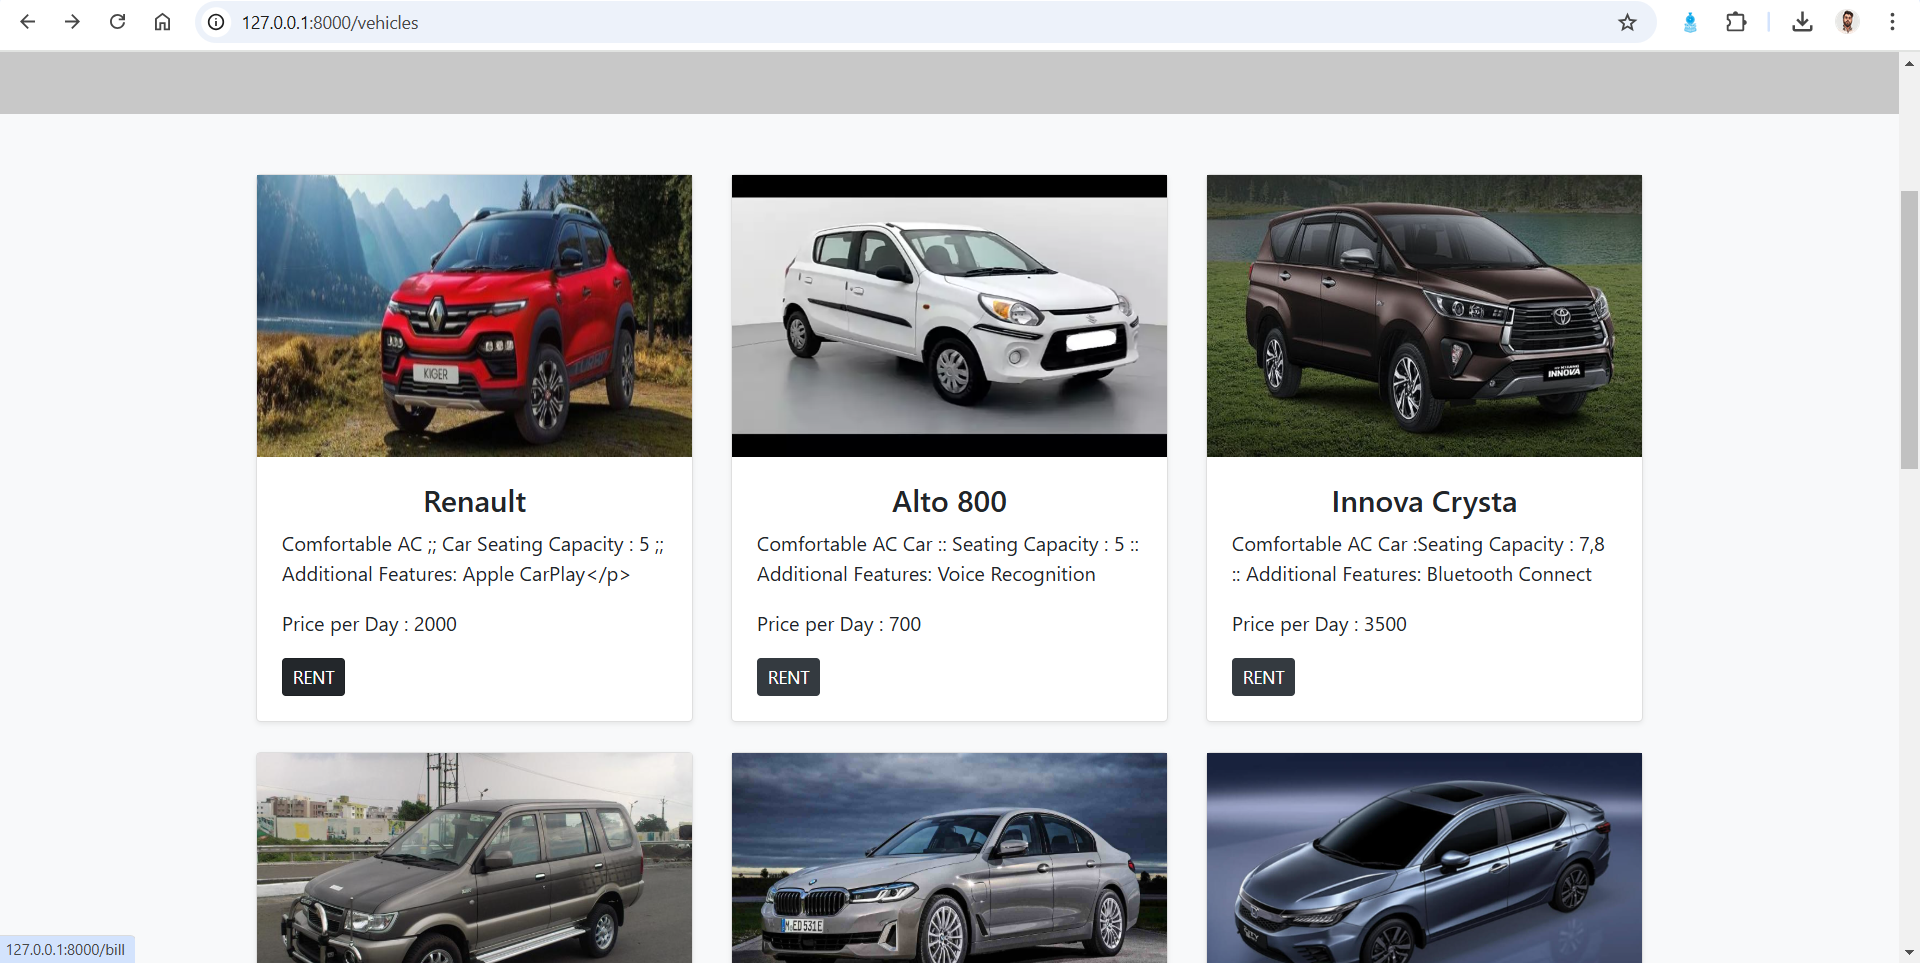 127.0.0.1:8000/vehicles
KIGER
INNOVA
Renault
Comfortable AC ;; Car Seating Capacity : 5 ;;
Additional Features: Apple CarPlay</p>
Price per Day : 2000
RENT
Alto 800
Comfortable AC Car :: Seating Capacity : 5 ::
Additional Features: Voice Recognition
Price per Day : 700
RENT
Innova Crysta
Comfortable AC Car :Seating Capacity : 7,8
:: Additional Features: Bluetooth Connect
Price per Day : 3500
RENT
M ED 531E
CITY
127.0.0.1:8000/bill